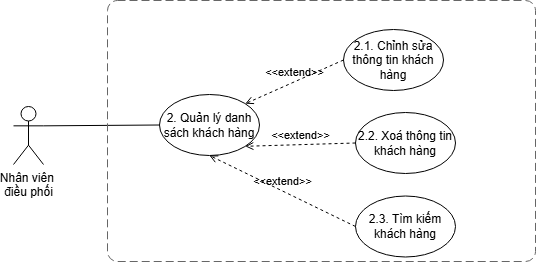 2.1. Chỉnh sửa
thông tin khách
hàng
<<extend>>
2. Quản lý danh
sách khách hàng
<<extend>>
2.2. Xoá thông tin
khách hàng
Nhân viên
điều phối
<<extend>>
2.3. Tìm kiếm
khách hàng